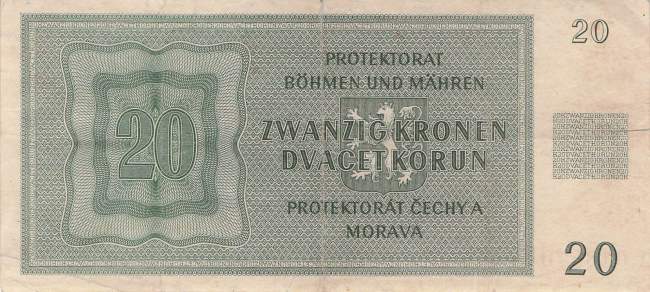 20
PROTEKTORAT
BÖHMEN UND MÄHREN
20
ZWANZIG KRONEN
DVACET KORUN
PROTEKTORÁT ČECHY A
MORAVA
20